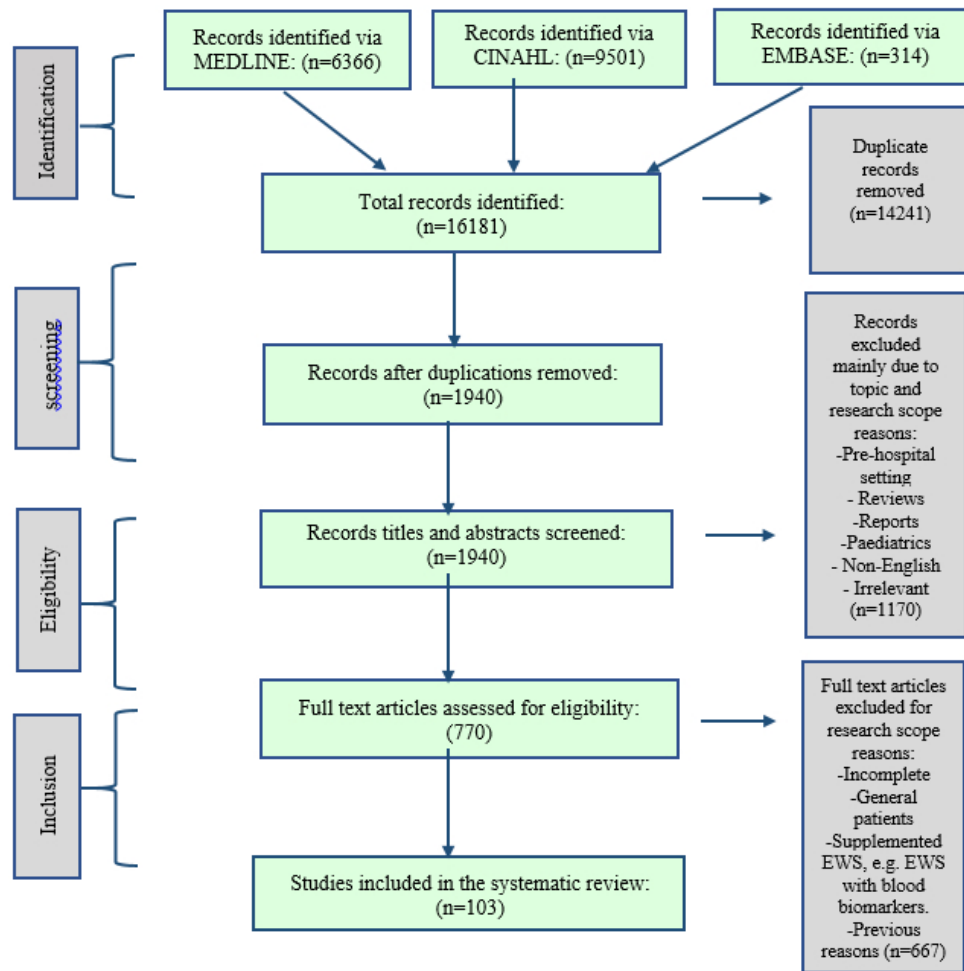 Records identified via
MEDLINE: (n=6366)
Records identified via
CINAHL: (n=9501)
Records identified via
EMBASE: (n=314)
Identification
Total records identified:
(n=16181)
Duplicate
records
removed
(n=14241)
screening
Records after duplications removed:
(n=1940)
Records
excluded
mainly due to
topic and
research scope
reasons:
-Pre-hospital
setting
- Reviews
-Reports
-Paediatrics
- Non-English
- Irrelevant
(n=1170)
Eligibility
Records titles and abstracts screened:
(n=1940)
Inclusion
Full text articles assessed for eligibility:
(770)
Full text articles
excluded for
research scope
reasons:
-Incomplete
-General
patients
-Supplemented
EWS, e.g. EWS
with blood
biomarkers.
-Previous
reasons (n=667)
Studies included in the systematic review:
(n=103)